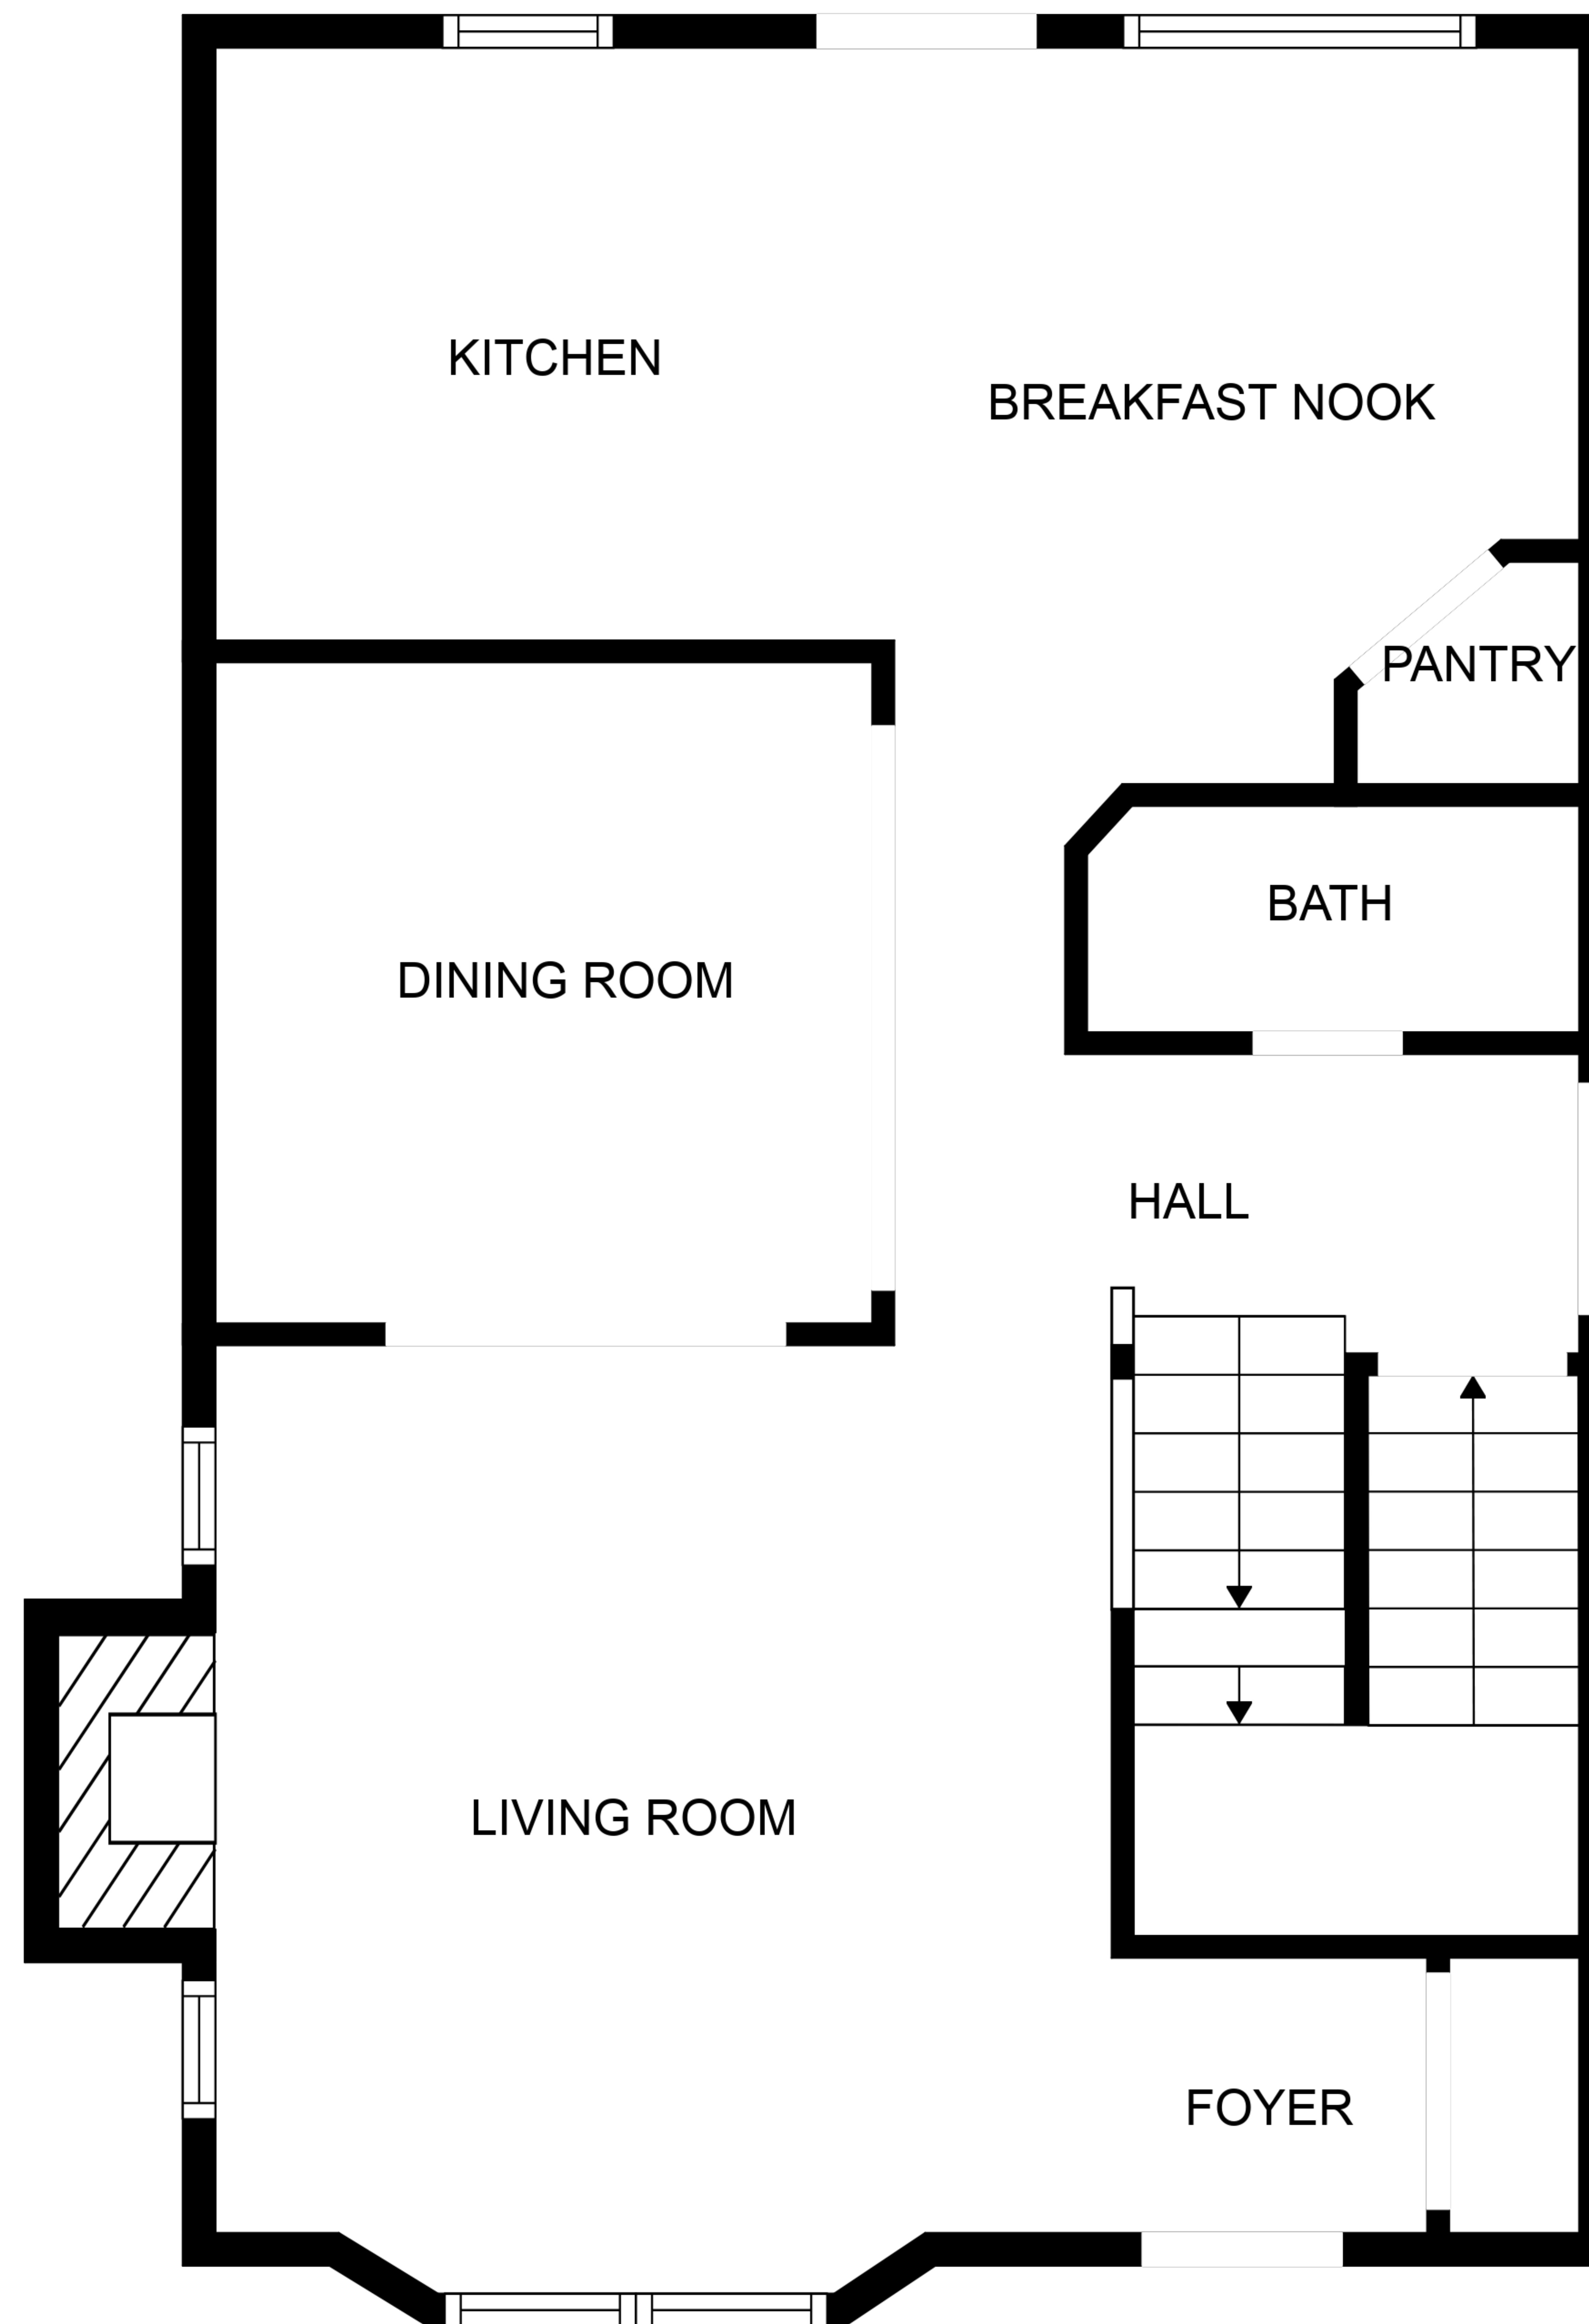 KITCHEN
BREAKFAST NOOK
PANTRY
BATH
DINING ROOM
HALL
LIVING ROOM
FOYER